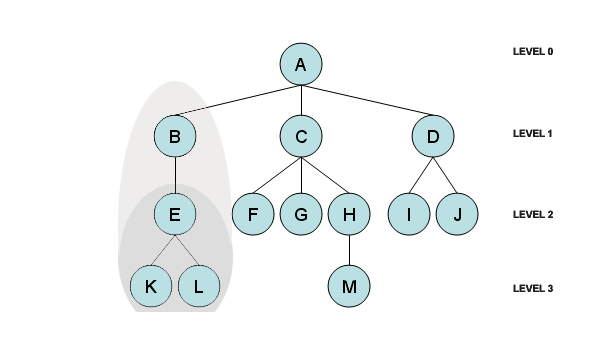 A LEVEL 0
B C D LEVEL 1
E F G H I J LEVEL 2
K L M LEVEL 3